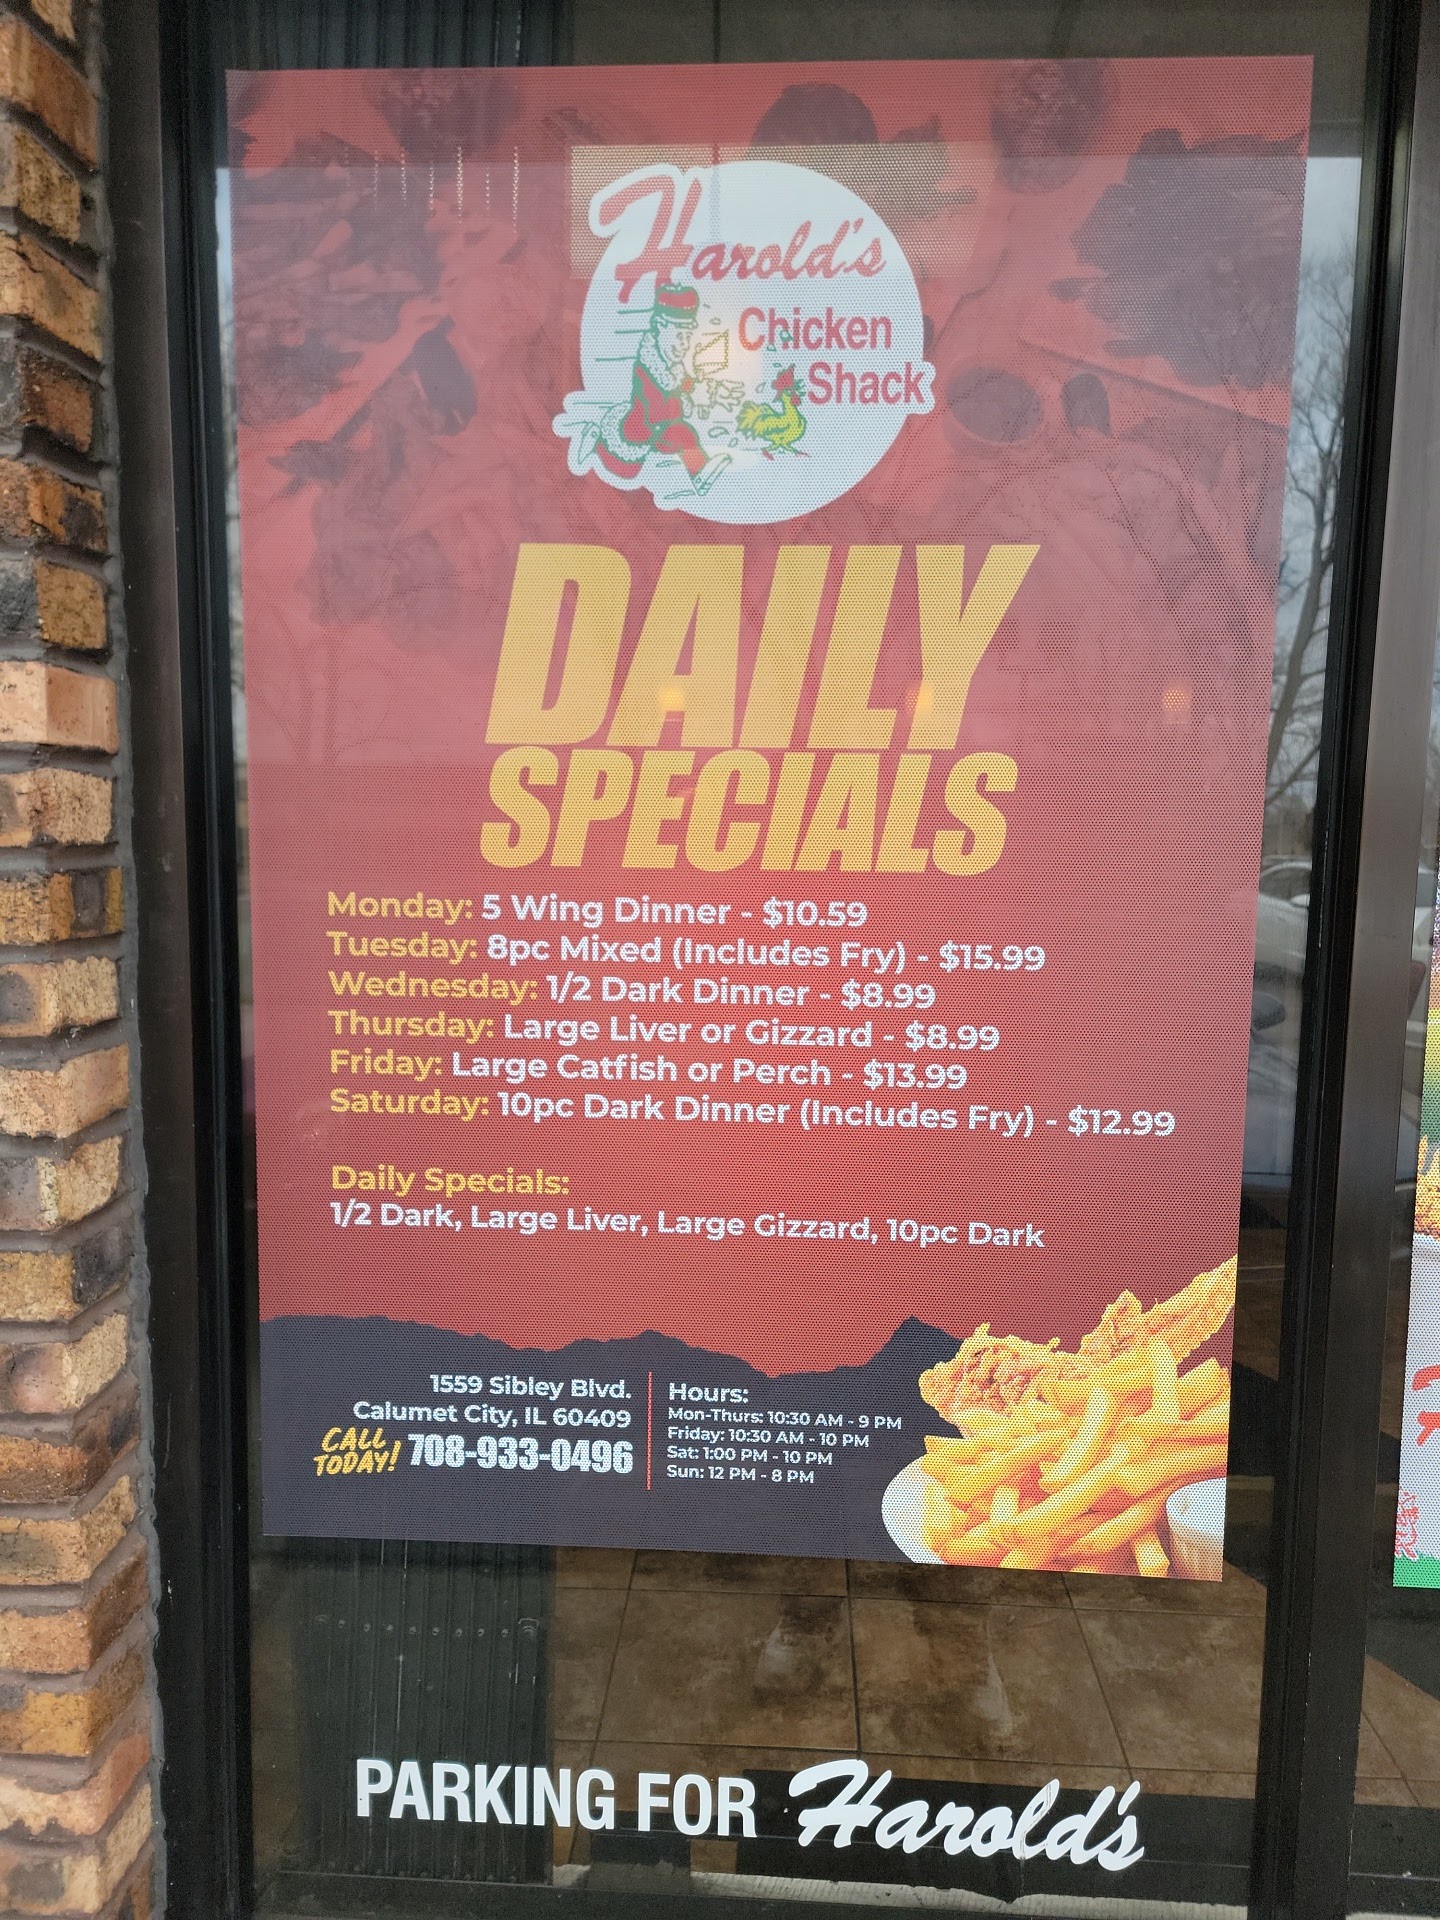 Harold's
Chicken
Shack
DAILY
SPECIALS
Monday: 5 Wing Dinner - $10.59
Tuesday: 8pc Mixed (Includes Fry) - $15.99
Wednesday: 1/2 Dark Dinner - $8.99
Thursday: Large Liver or Gizzard - $8.99
Friday: Large Catfish or Perch - $13.99
Saturday: 10pc Dark Dinner (Includes Fry) - $12.99
Daily Specials:
1/2 Dark, Large Liver, Large Gizzard, 10pc Dark
1559 Sibley Blvd.
Calumet City, IL 60409
CALL
TODAY! 708-933-0496
Hours:
Mon-Thurs: 10:30 AM - 9 PM
Friday: 10:30 AM - 10 PM
Sat: 1:00 PM - 10 PM
Sun: 12 PM - 8 PM
PARKING FOR Harold's